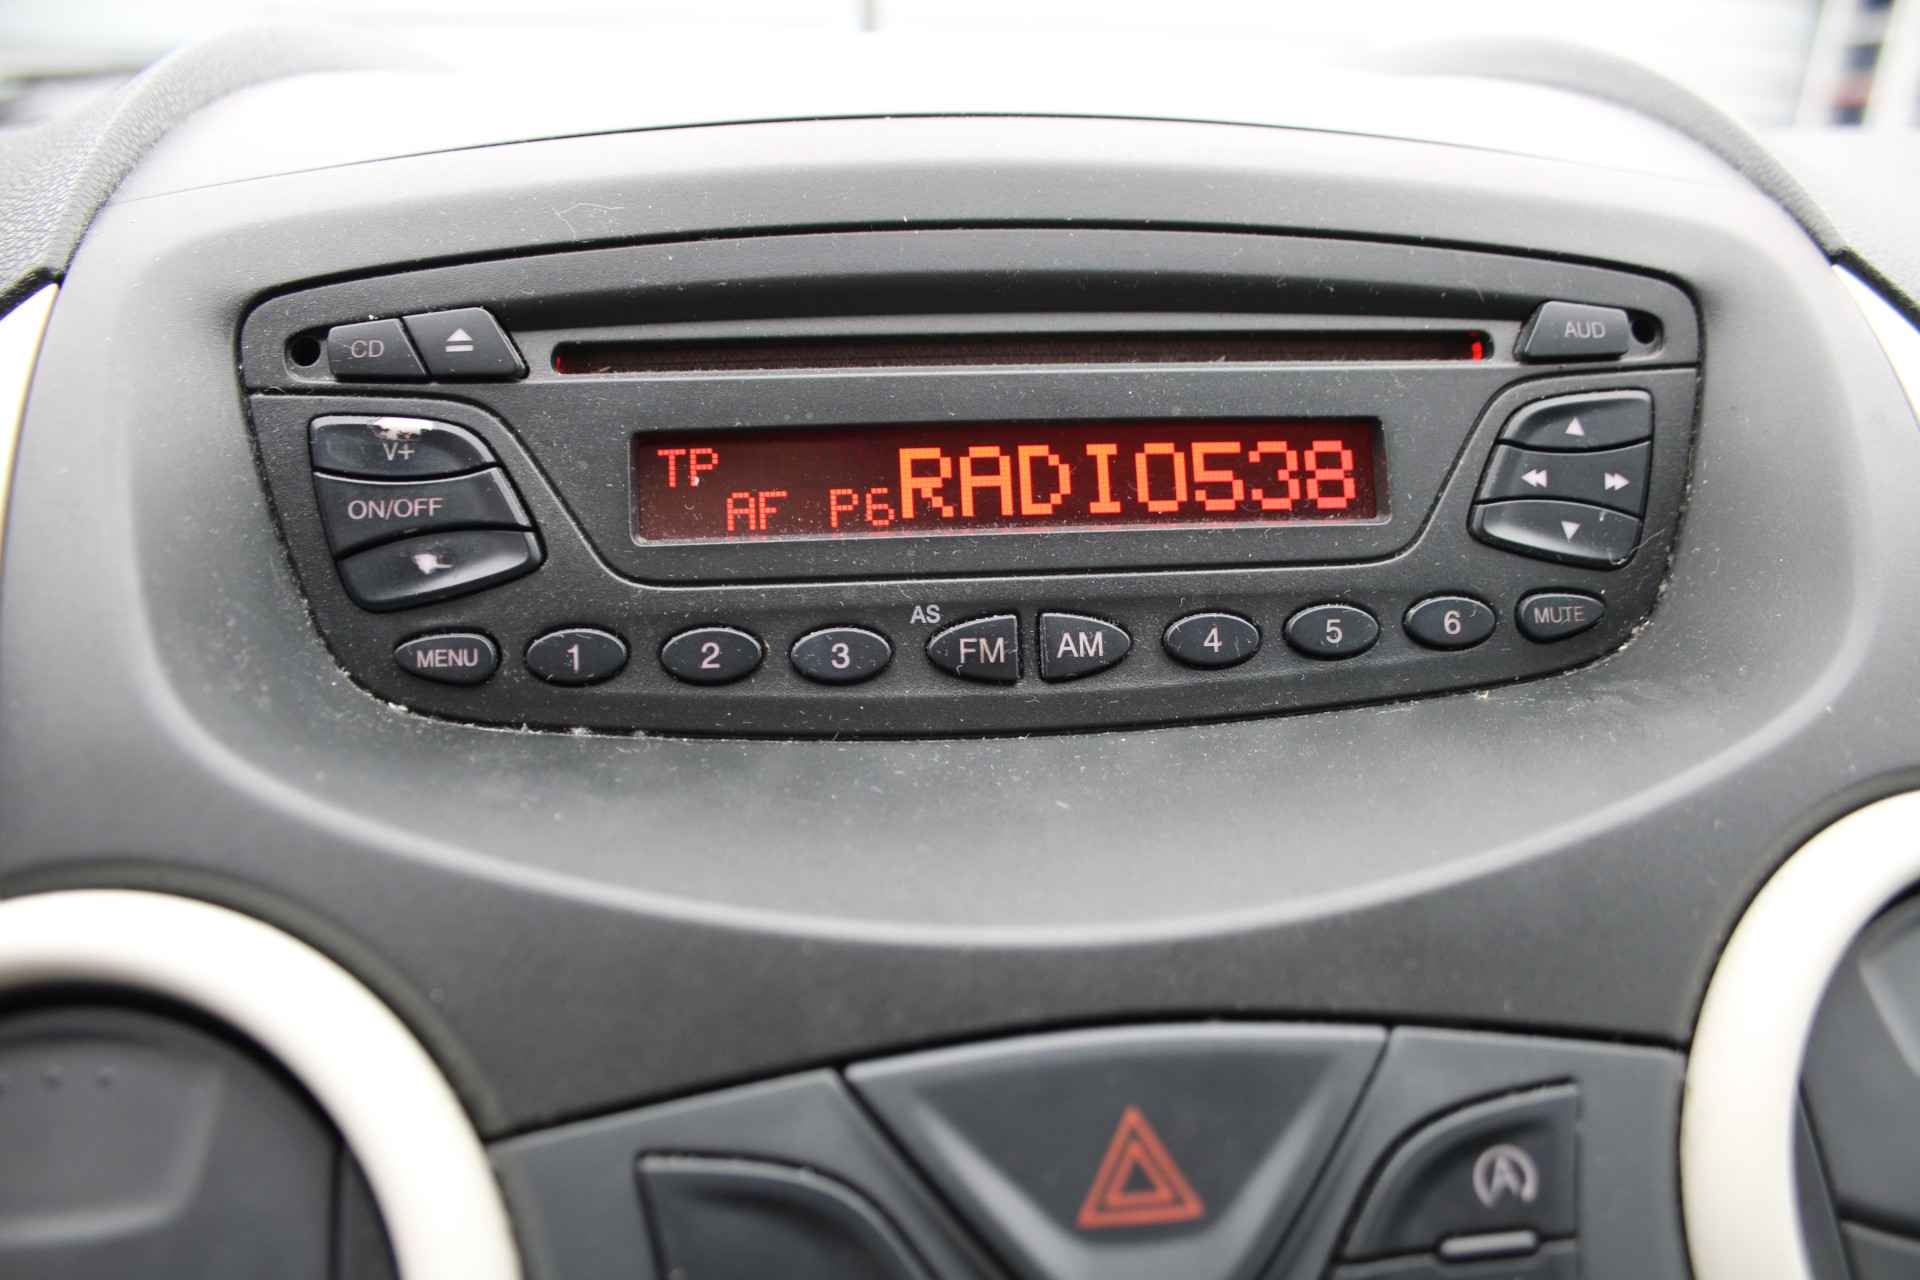 CD
AUD
V+
ON/OFF
TP
AF P6 RADIO538
AS
MENU 1 2 3 FM AM 4 5 6 MUTE
A